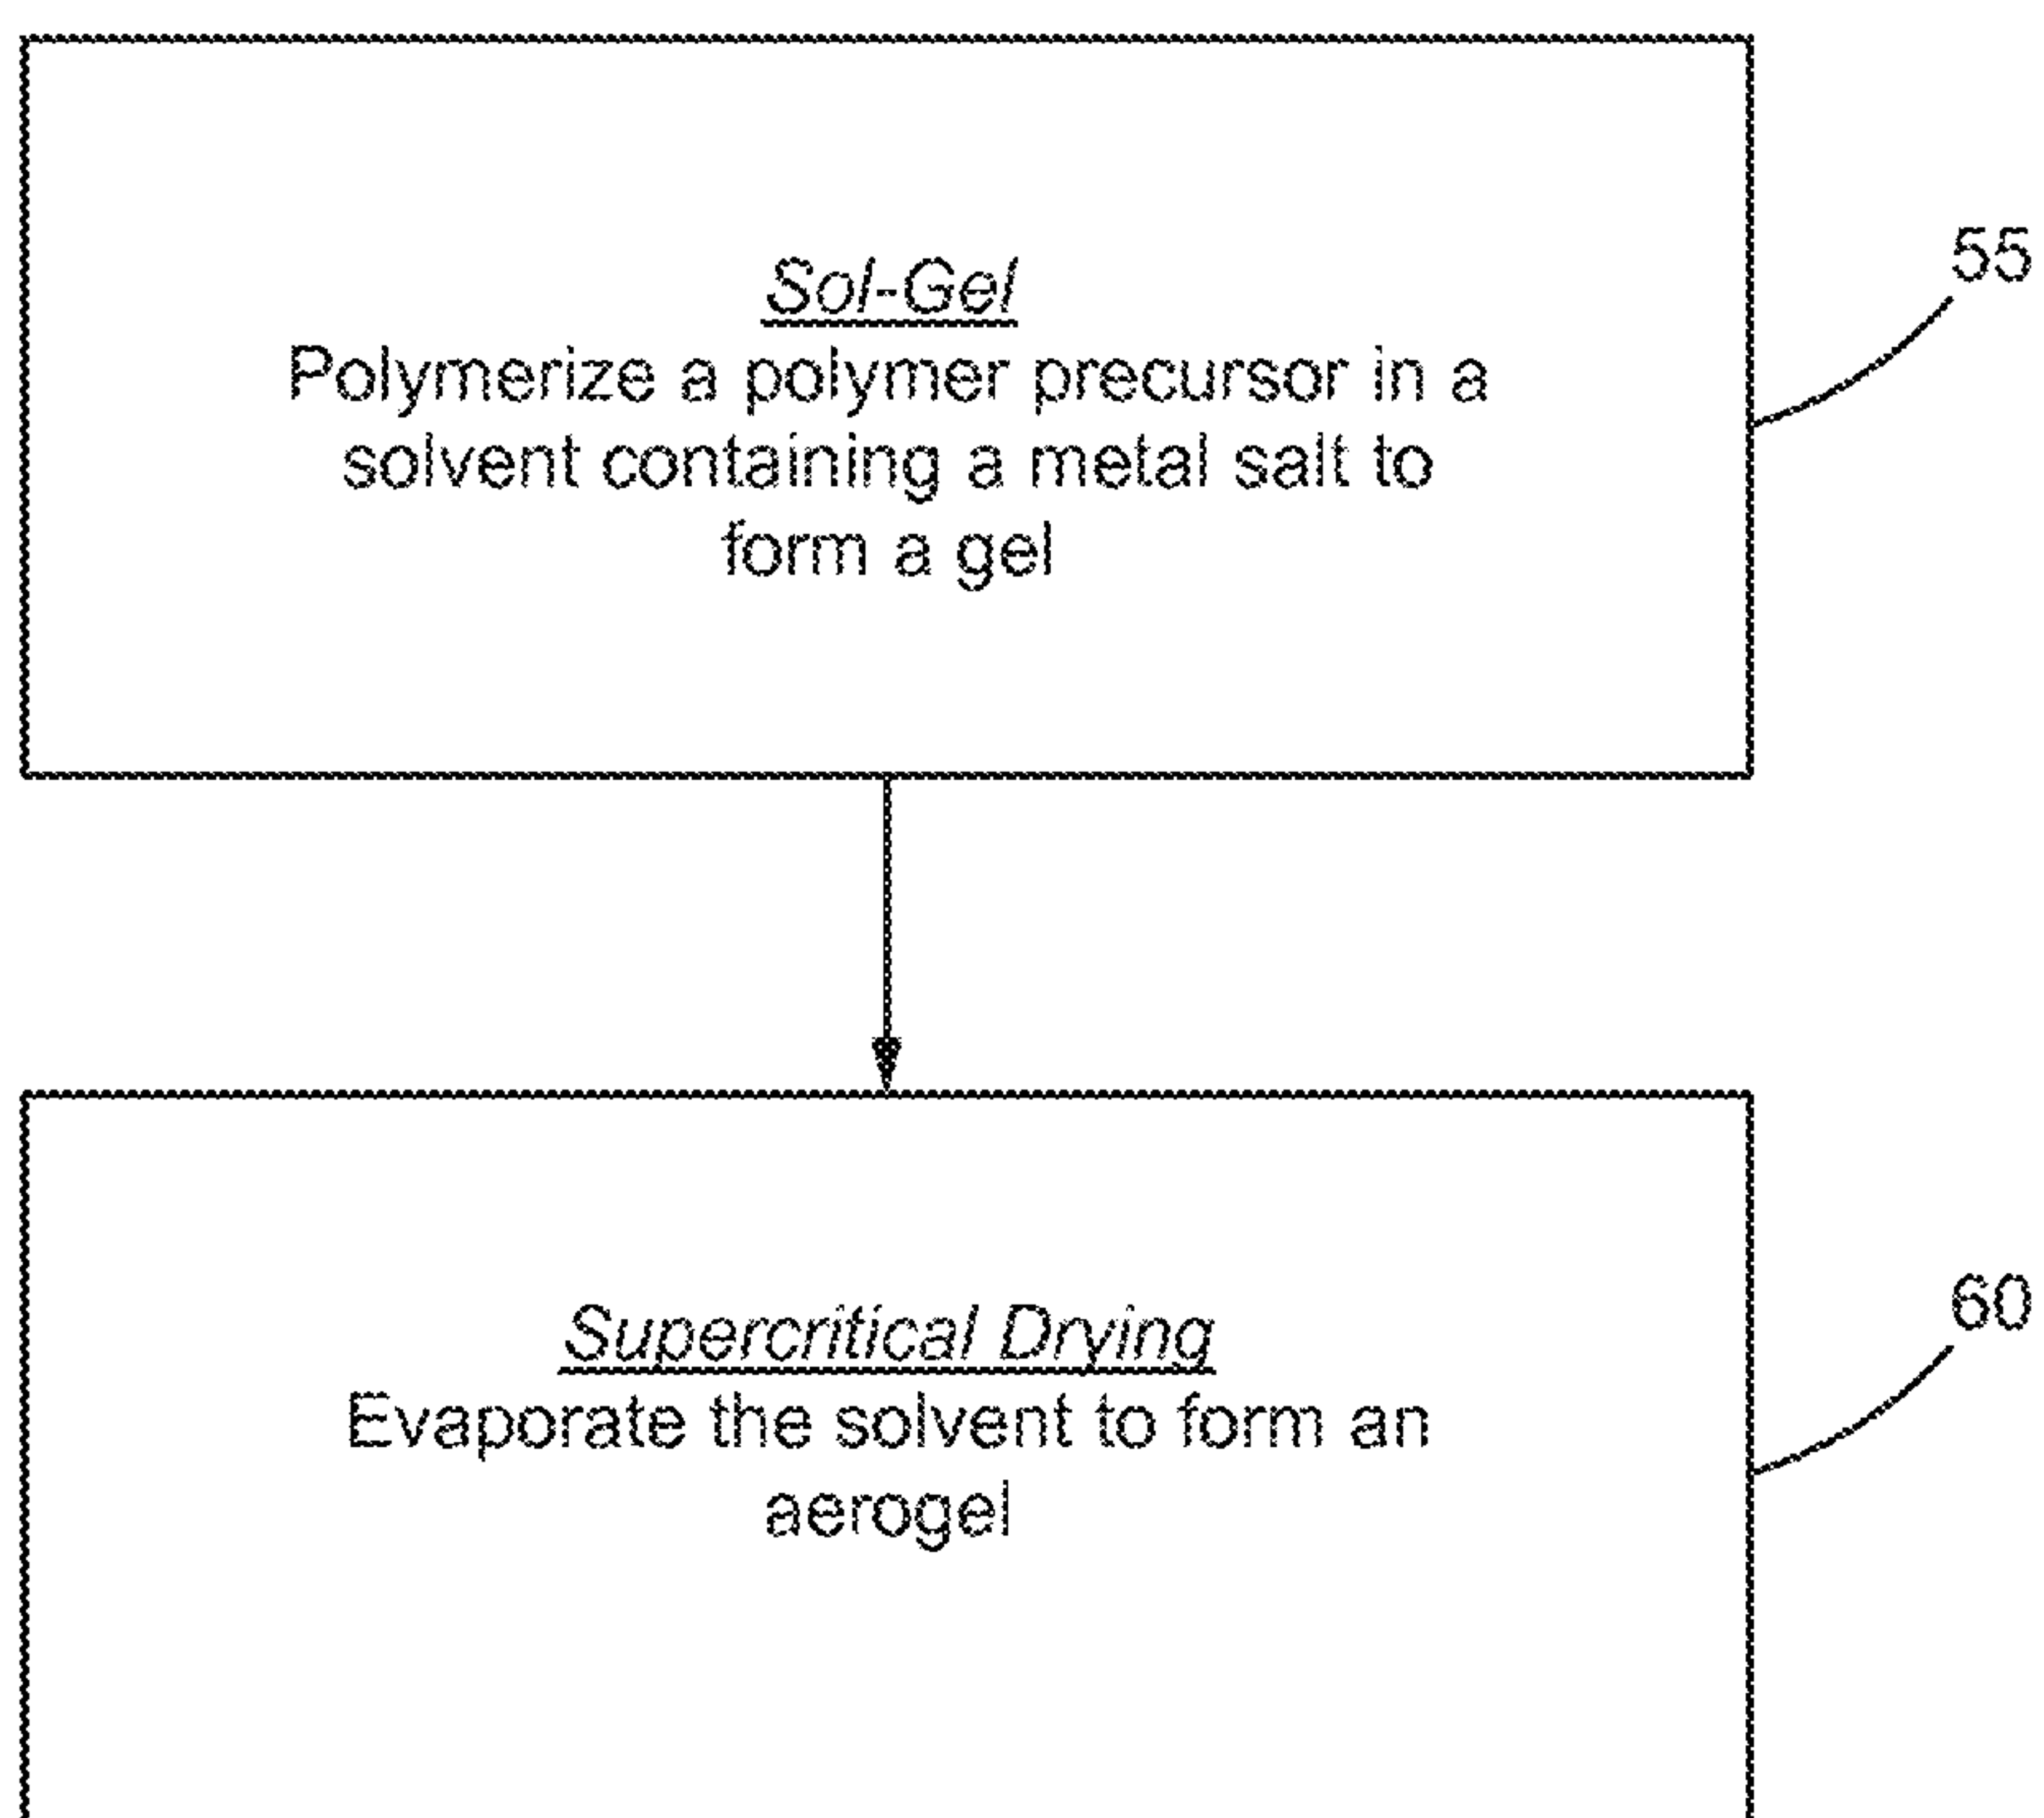 Sol-Gel
Polymerize a polymer precursor in a
solvent containing a metal salt to
form a gel
55
Supercritical Drying
Evaporate the solvent to form an
aerogel
60